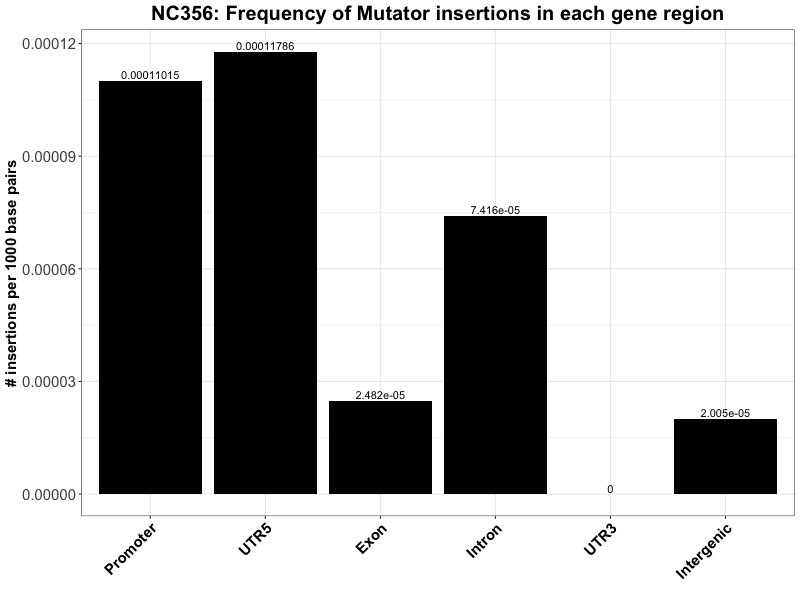 NC356: Frequency of Mutator insertions in each gene region
# insertions per 1000 base pairs
0.00012
0.00009
0.00006
0.00003
0.00000
0.00011015
0.00011786
2.482e-05
7.416e-05
0
2.005e-05
Promoter
UTR5
Exon
Intron
UTR3
Intergenic